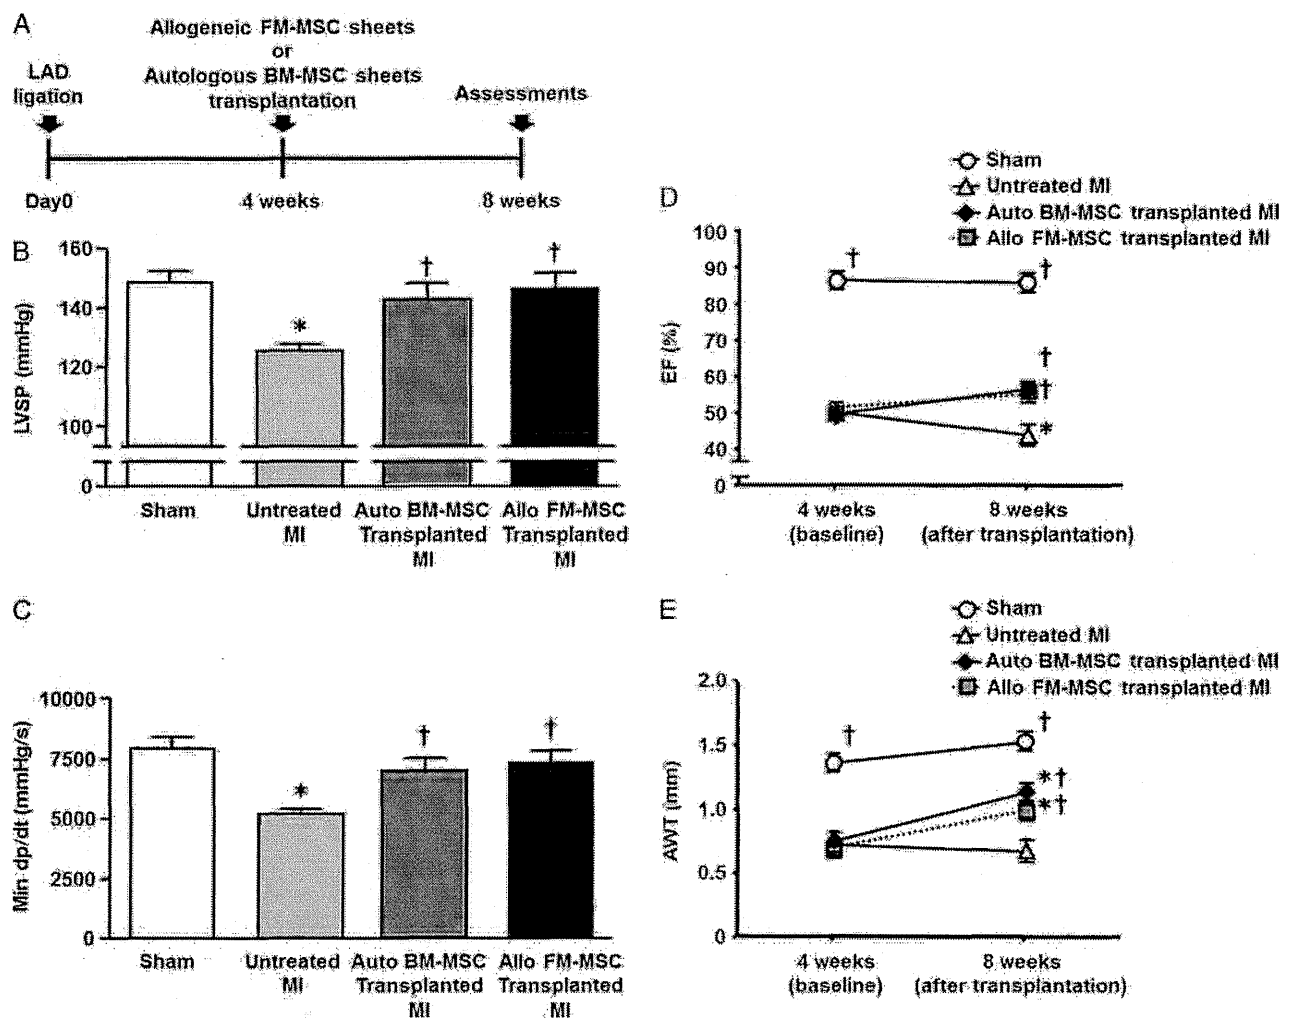 A
Allogeneic FM-MSC sheets
or
Autologous BM-MSC sheets
transplantation
LAD
ligation
Assessments
Day0
4 weeks
8 weeks
B
LVSP (mmHg)
160
140
120
100
0
*
†
†
Sham
Untreated
MI
Auto BM-MSC
Transplanted
MI
Allo FM-MSC
Transplanted
MI
C
Min dp/dt (mmHg/s)
10000
7500
5000
2500
0
*
†
†
Sham
Untreated
MI
Auto BM-MSC
Transplanted
MI
Allo FM-MSC
Transplanted
MI
D
Sham
Untreated MI
Auto BM-MSC transplanted MI
Allo FM-MSC transplanted MI
EF (%)
100
90
80
70
60
50
40
0
†
†
†
†
*
4 weeks
(baseline)
8 weeks
(after transplantation)
E
Sham
Untreated MI
Auto BM-MSC transplanted MI
Allo FM-MSC transplanted MI
AWT (mm)
2.0
1.5
1.0
0.5
0
†
†
*†
*†
4 weeks
(baseline)
8 weeks
(after transplantation)